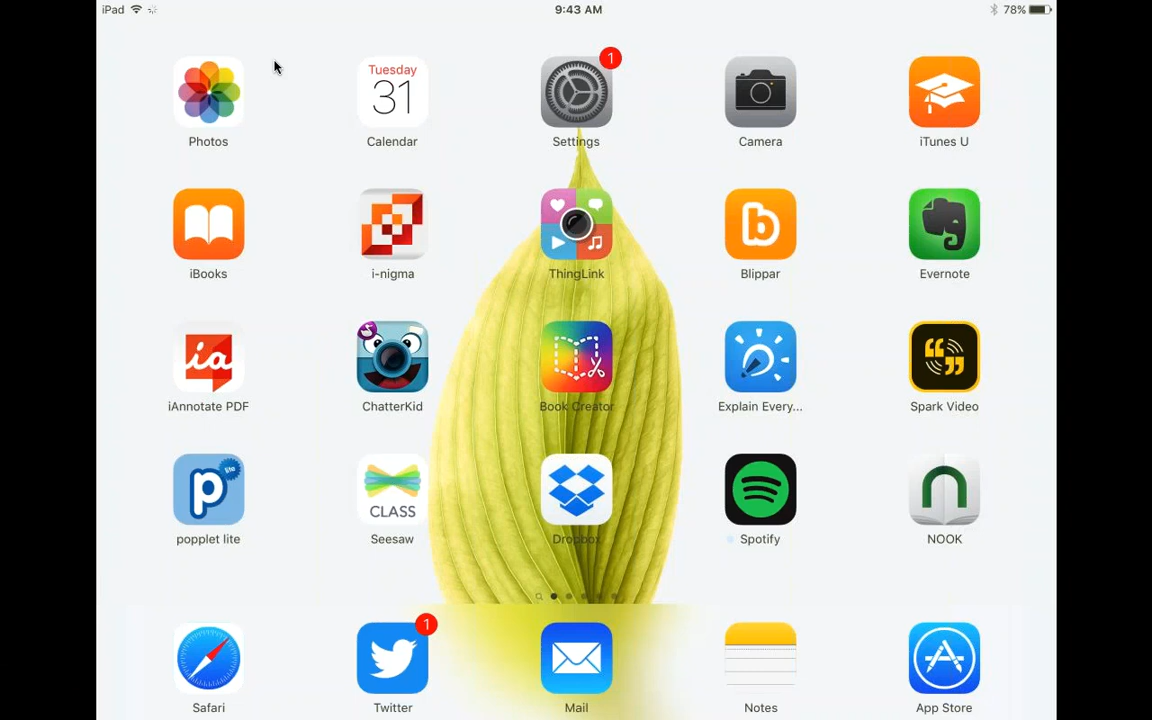 iPad 9:43 AM 78%
1
Tuesday
31
Photos Calendar Settings Camera iTunes U
b
iBooks i-nigma ThingLink Blippar Evernote
ia
iAnnotate PDF ChatterKid Book Creator Explain Every... Spark Video
p lite
CLASS
n
popplet lite Seesaw Dropbox Spotify NOOK
1
Safari Twitter Mail Notes App Store